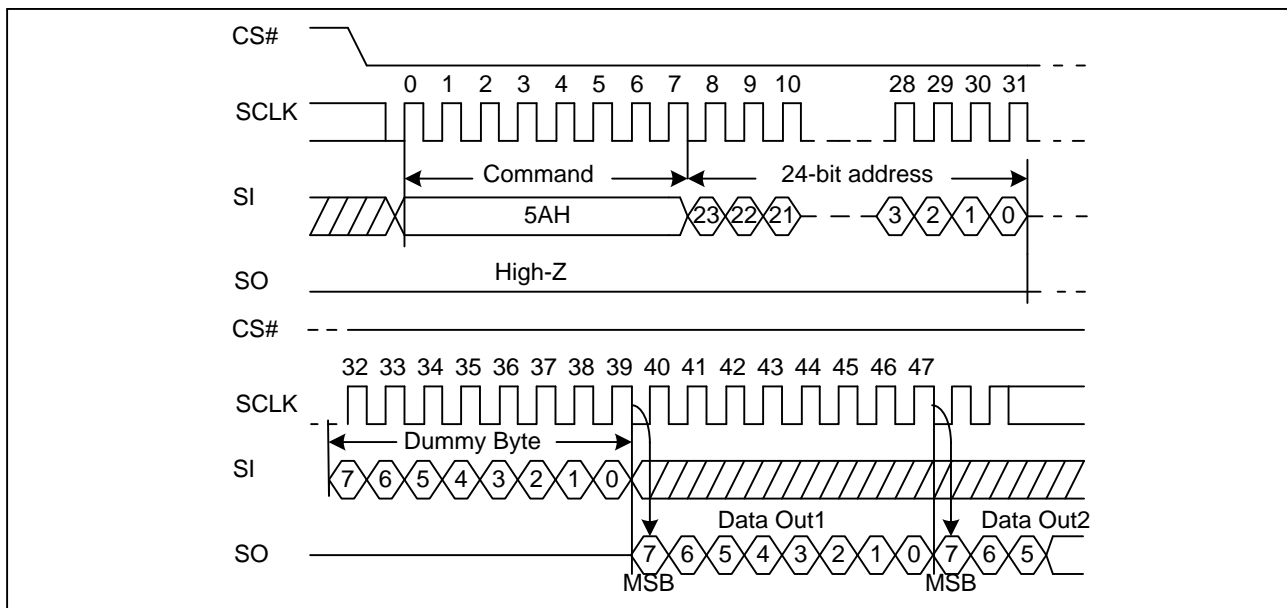 CS#
0 1 2 3 4 5 6 7 8 9 10 28 29 30 31
SCLK
Command 24-bit address
SI
5AH 23 22 21 3 2 1 0
High-Z
SO
CS#
32 33 34 35 36 37 38 39 40 41 42 43 44 45 46 47
SCLK
Dummy Byte
SI
7 6 5 4 3 2 1 0
Data Out1 Data Out2
SO
7 6 5 4 3 2 1 0 7 6 5
MSB MSB